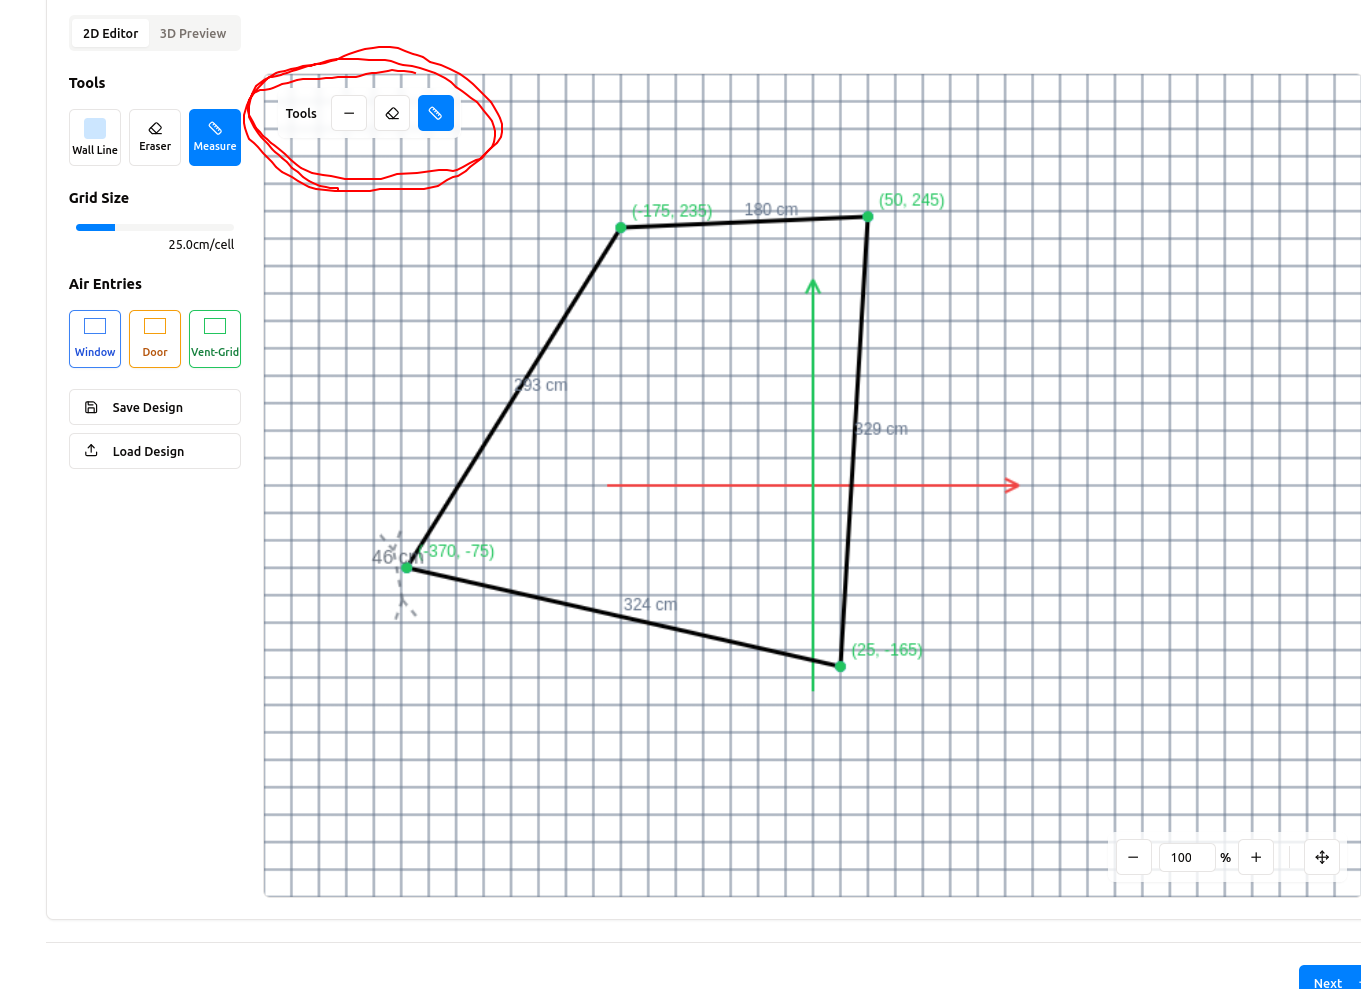 2D Editor 3D Preview
Tools
Wall Line Eraser Measure
Grid Size
25.0cm/cell
Air Entries
Window Door Vent-Grid
Save Design
Load Design
Tools
(-175, 235) 180 cm (50, 245)
293 cm
329 cm
46 cm (-370, -75)
324 cm
(25, -165)
100 %
Next